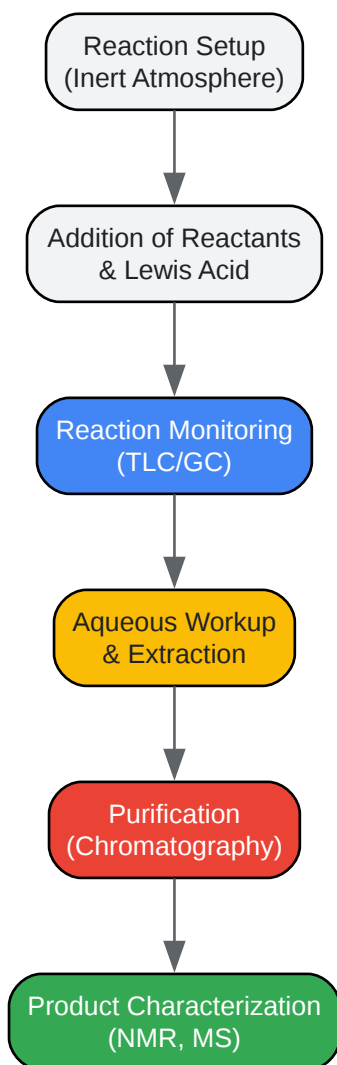 Reaction Setup
(Inert Atmosphere)
Addition of Reactants
& Lewis Acid
Reaction Monitoring
(TLC/GC)
Aqueous Workup
& Extraction
Purification
(Chromatography)
Product Characterization
(NMR, MS)